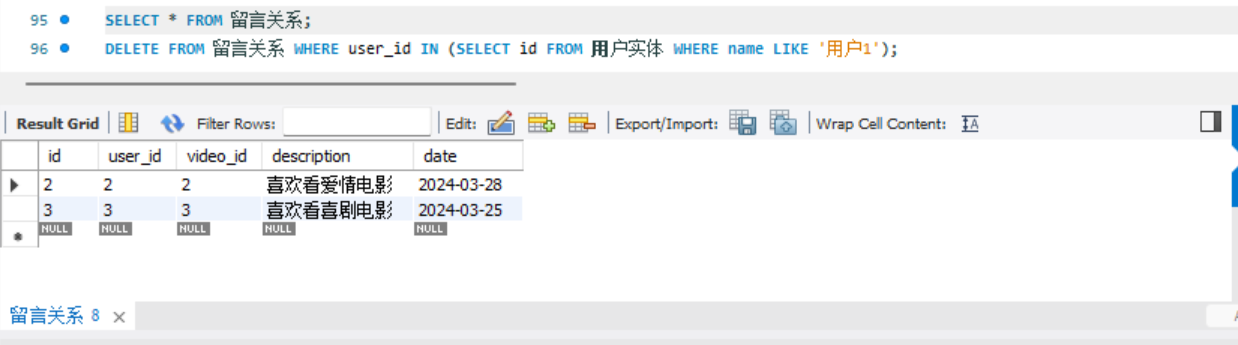 95 SELECT * FROM 留言关系;
96 DELETE FROM 留言关系 WHERE user_id IN (SELECT id FROM 用户实体 WHERE name LIKE '用户1');
Result Grid Filter Rows: Edit: Export/Import: Wrap Cell Content:
id user_id video_id description date
2 2 2 喜欢看爱情电影 2024-03-28
3 3 3 喜欢看喜剧电影 2024-03-25
NULL NULL NULL NULL NULL
留言关系 8 ×